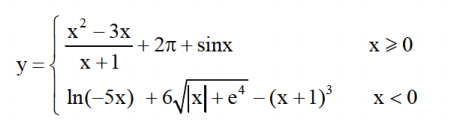 y = { (x² − 3x)/(x + 1) + 2π + sinx    x ⩾ 0
ln(−5x) + 6√(|x| + e⁴) − (x + 1)³    x < 0